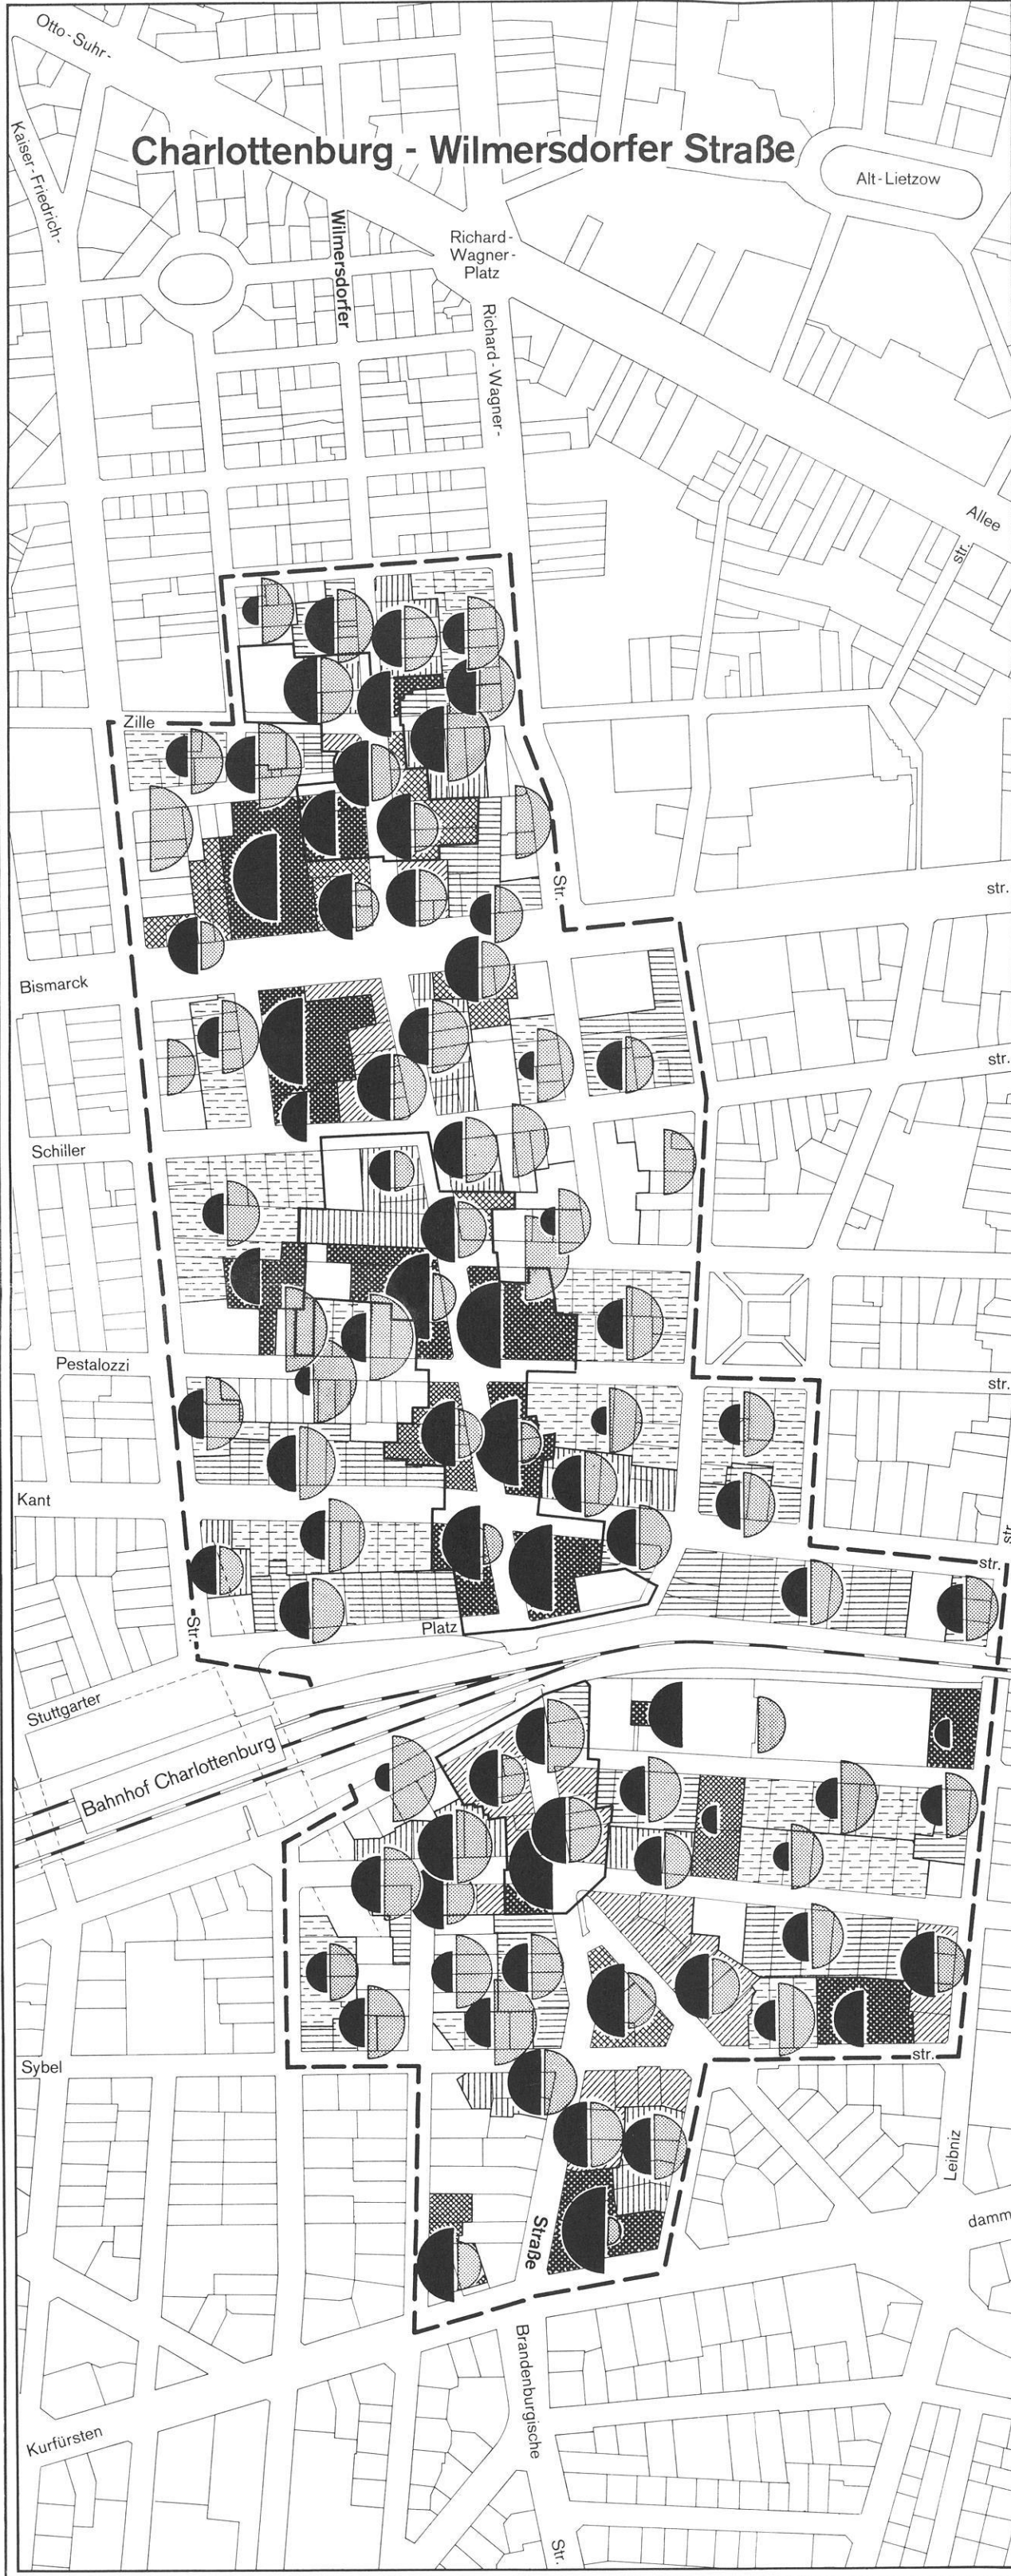 Otto-Suhr-
Kaiser-Friedrich-
Charlottenburg - Wilmersdorfer Straße
Alt-Lietzow
Wilmersdorfer
Richard-
Wagner-
Platz
Richard-Wagner-
Allee
str.
Zille
Str.
str.
Bismarck
str.
Schiller
Pestalozzi
str.
Kant
str.
str.
Str.
Platz
Stuttgarter
Bahnhof Charlottenburg
Sybel
str.
Leibniz
damm
Straße
Brandenburgische
Kurfürsten
Str.